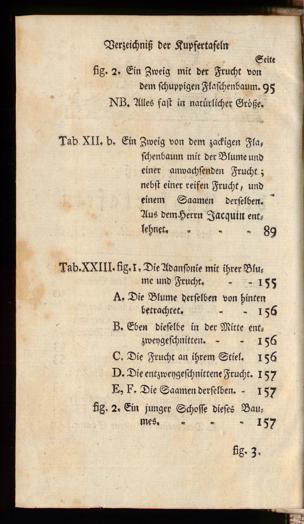 Verzeichniß der Kupfertafeln
Seite
fig. 2. Ein Zweig mit der Frucht von
dem schuppigen Flaschenbaum. 95
NB. Alles fast in natürlicher Größe.
Tab XII. b. Ein Zweig von dem zackigen Fla-
schenbaum mit der Blume und
einer anwachsenden Frucht;
nebst einer reifen Frucht, und
einem Saamen derselben.
Aus dem Herrn Jacquin ent-
lehnet. - - - 89
Tab.XXIII. fig. 1. Die Adansonie mit ihrer Blu-
me und Frucht. - - 155
A. Die Blume derselben von hinten
betrachtet. - - 156
B. Eben dieselbe in der Mitte ent-
zweygeschnitten. - - 156
C. Die Frucht an ihrem Stiel. 156
D. Die entzweygeschnittene Frucht. 157
E, F. Die Saamen derselben. - 157
fig. 2. Ein junger Schosse dieses Bau-
mes. - - - 157
fig. 3.